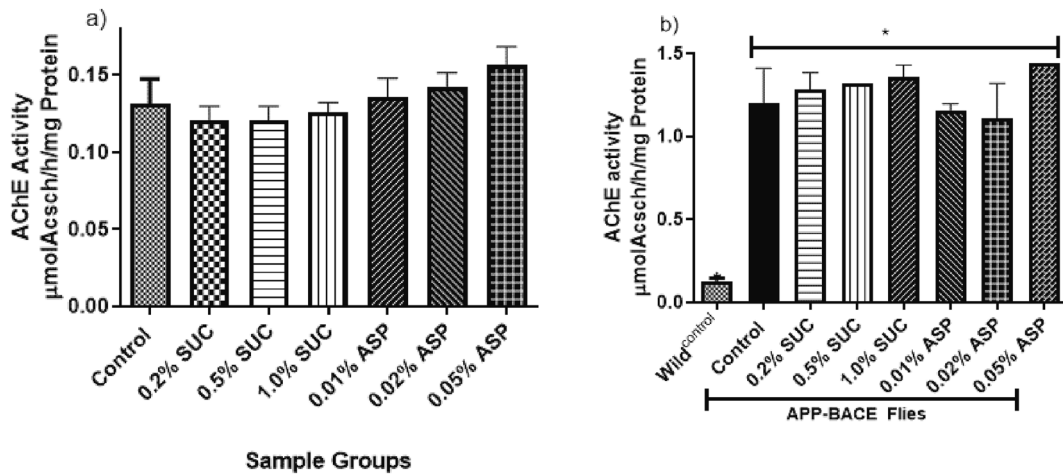 a)
AChE Activity
µmolAcsch/h/mg Protein
0.15
0.10
0.05
0.00
Control
0.2% SUC
0.5% SUC
1.0% SUC
0.01% ASP
0.02% ASP
0.05% ASP
Sample Groups
b)
*
AChE activity
µmolAcsch/h/mg Protein
1.5
1.0
0.5
0.0
Wild control
Control
0.2% SUC
0.5% SUC
1.0% SUC
0.01% ASP
0.02% ASP
0.05% ASP
APP-BACE Flies